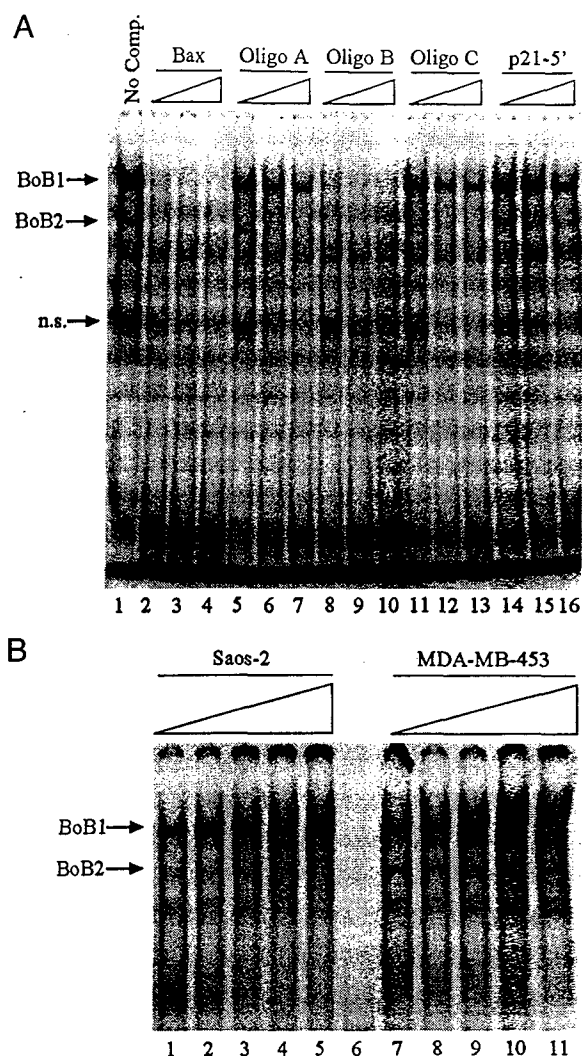 A
No Comp.
Bax
Oligo A
Oligo B
Oligo C
p21-5'
BoB1
BoB2
n.s.
1 2 3 4 5 6 7 8 9 10 11 12 13 14 15 16
B
Saos-2
MDA-MB-453
BoB1
BoB2
1 2 3 4 5 6 7 8 9 10 11